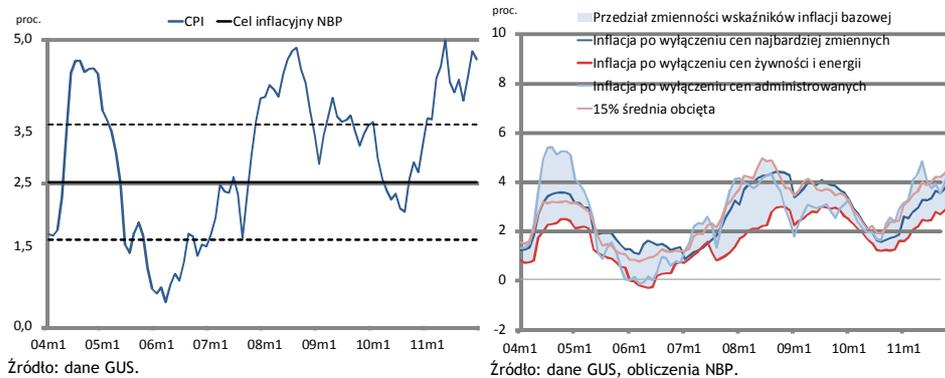 proc.
CPI
Cel inflacyjny NBP
5,0
3,5
2,5
1,5
0,0
04m1 05m1 06m1 07m1 08m1 09m1 10m1 11m1
Źródło: dane GUS.
proc.
Przedział zmienności wskaźników inflacji bazowej
Inflacja po wyłączeniu cen najbardziej zmiennych
Inflacja po wyłączeniu cen żywności i energii
Inflacja po wyłączeniu cen administrowanych
15% średnia obcięta
10
8
6
4
2
0
-2
04m1 05m1 06m1 07m1 08m1 09m1 10m1 11m1
Źródło: dane GUS, obliczenia NBP.